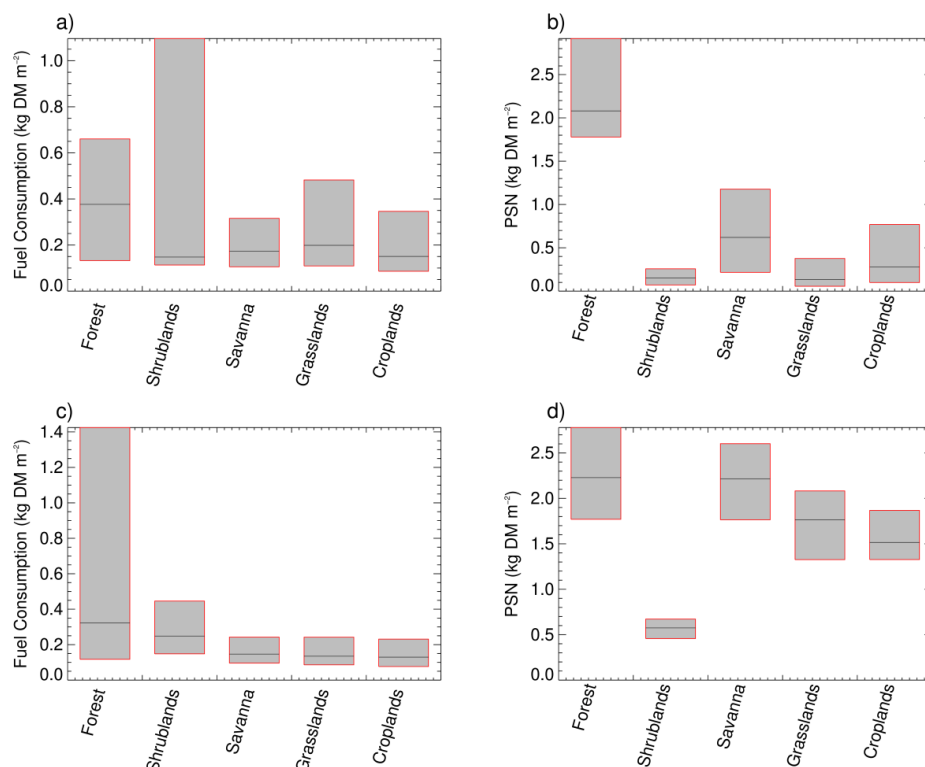 a)
Fuel Consumption (kg DM m⁻²)
1.0
0.8
0.6
0.4
0.2
0.0
Forest
Shrublands
Savanna
Grasslands
Croplands
b)
PSN (kg DM m⁻²)
2.5
2.0
1.5
1.0
0.5
0.0
Forest
Shrublands
Savanna
Grasslands
Croplands
c)
Fuel Consumption (kg DM m⁻²)
1.4
1.2
1.0
0.8
0.6
0.4
0.2
0.0
Forest
Shrublands
Savanna
Grasslands
Croplands
d)
PSN (kg DM m⁻²)
2.5
2.0
1.5
1.0
0.5
0.0
Forest
Shrublands
Savanna
Grasslands
Croplands